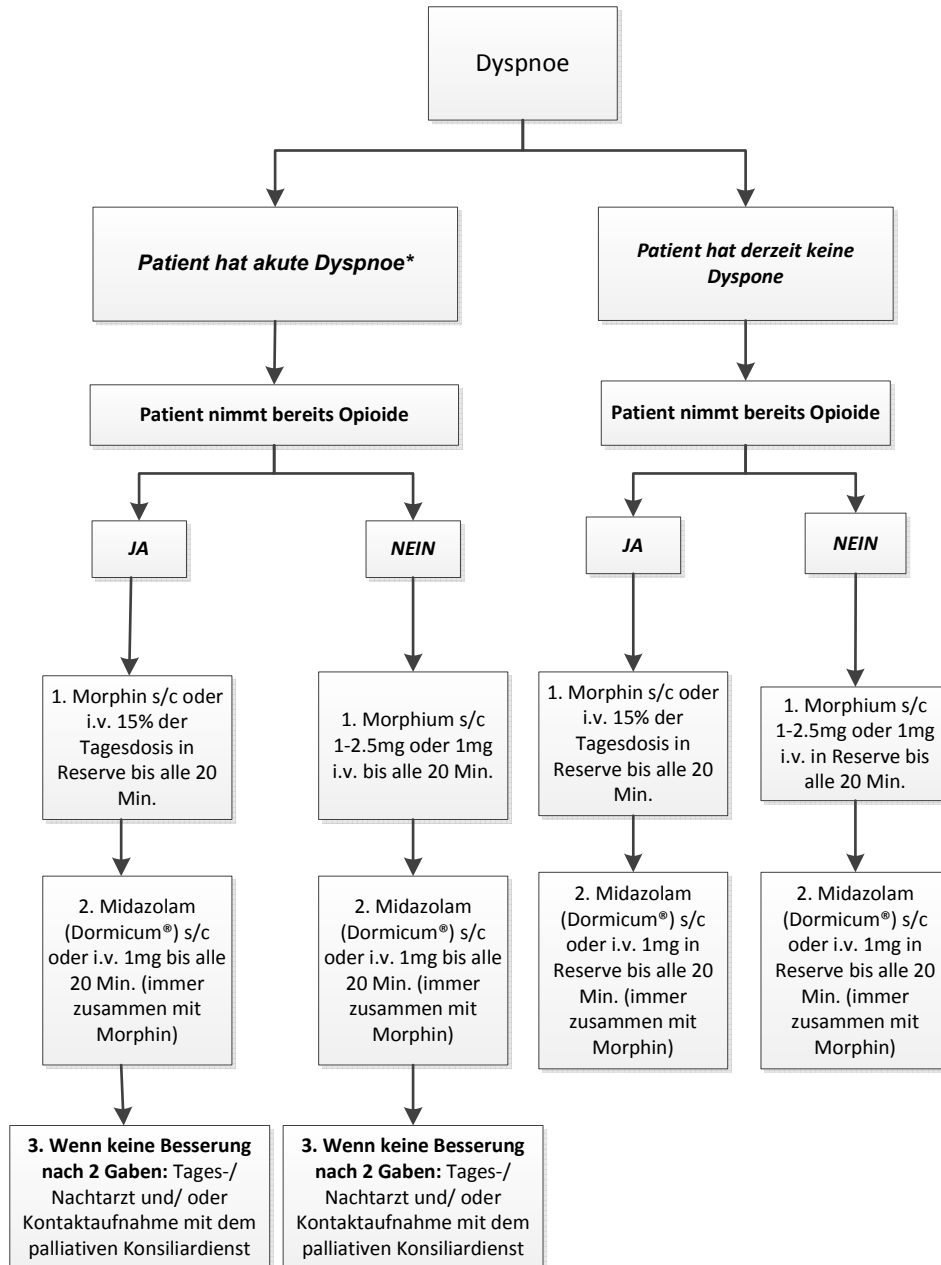 Dyspnoe
Patient hat akute Dyspnoe*
Patient hat derzeit keine
Dyspone
Patient nimmt bereits Opioide
Patient nimmt bereits Opioide
JA
NEIN
JA
NEIN
1. Morphin s/c oder
i.v. 15% der
Tagesdosis in
Reserve bis alle 20
Min.
1. Morphium s/c
1-2.5mg oder 1mg
i.v. bis alle 20 Min.
1. Morphin s/c oder
i.v. 15% der
Tagesdosis in
Reserve bis alle 20
Min.
1. Morphium s/c
1-2.5mg oder 1mg
i.v. in Reserve bis
alle 20 Min.
2. Midazolam
(Dormicum®) s/c
oder i.v. 1mg bis alle
20 Min. (immer
zusammen mit
Morphin)
2. Midazolam
(Dormicum®) s/c
oder i.v. 1mg bis alle
20 Min. (immer
zusammen mit
Morphin)
2. Midazolam
(Dormicum®) s/c
oder i.v. 1mg in
Reserve bis alle 20
Min. (immer
zusammen mit
Morphin)
2. Midazolam
(Dormicum®) s/c
oder i.v. 1mg in
Reserve bis alle 20
Min. (immer
zusammen mit
Morphin)
3. Wenn keine Besserung
nach 2 Gaben: Tages-/
Nachtarzt und/ oder
Kontaktaufnahme mit dem
palliativen Konsiliardienst
3. Wenn keine Besserung
nach 2 Gaben: Tages-/
Nachtarzt und/ oder
Kontaktaufnahme mit dem
palliativen Konsiliardienst